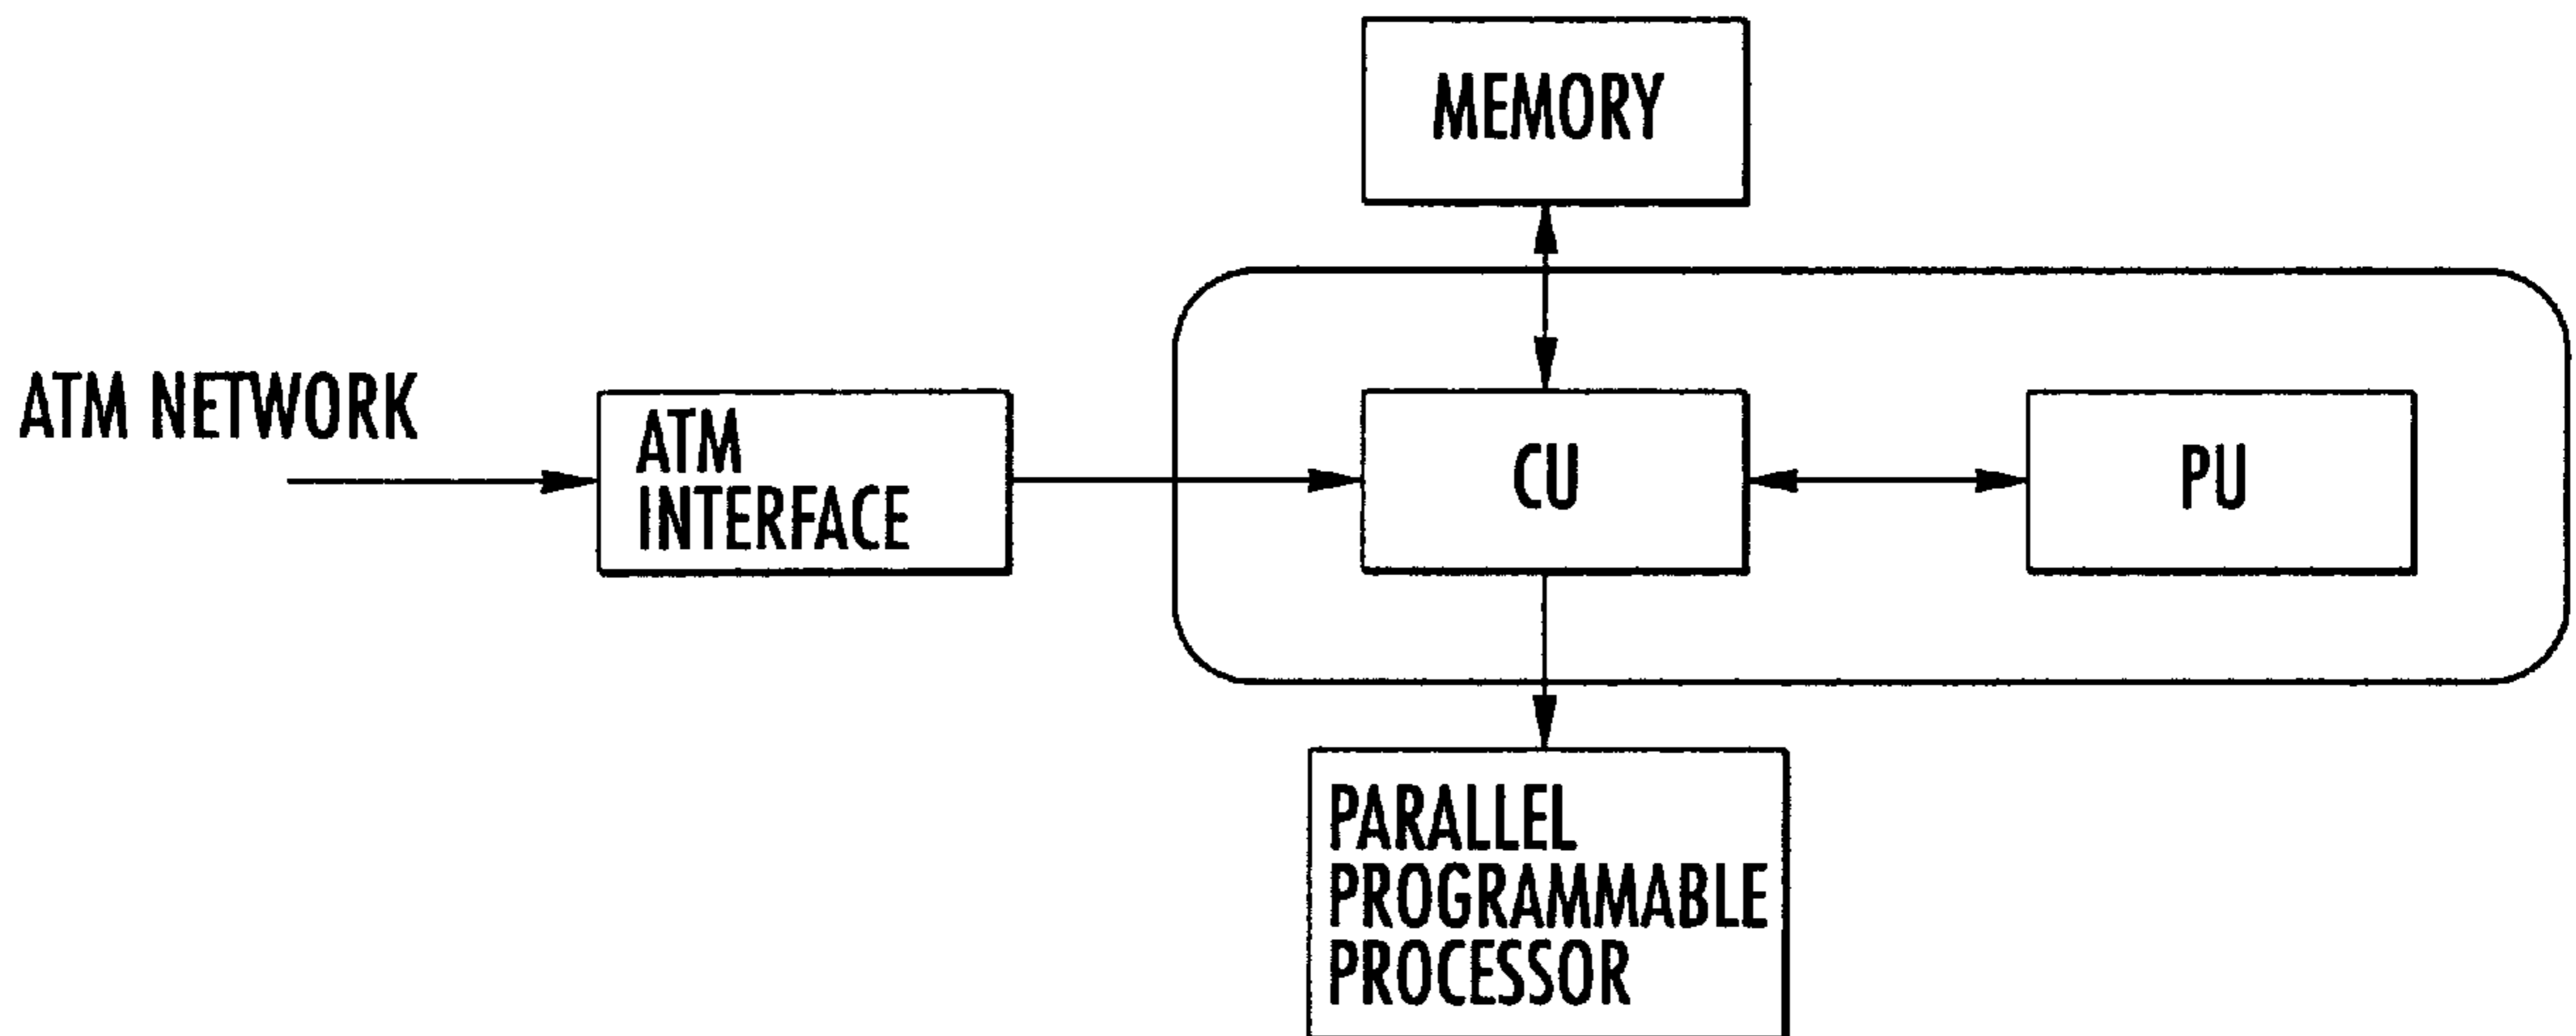 MEMORY
ATM NETWORK
ATM
INTERFACE
CU
PU
PARALLEL
PROGRAMMABLE
PROCESSOR